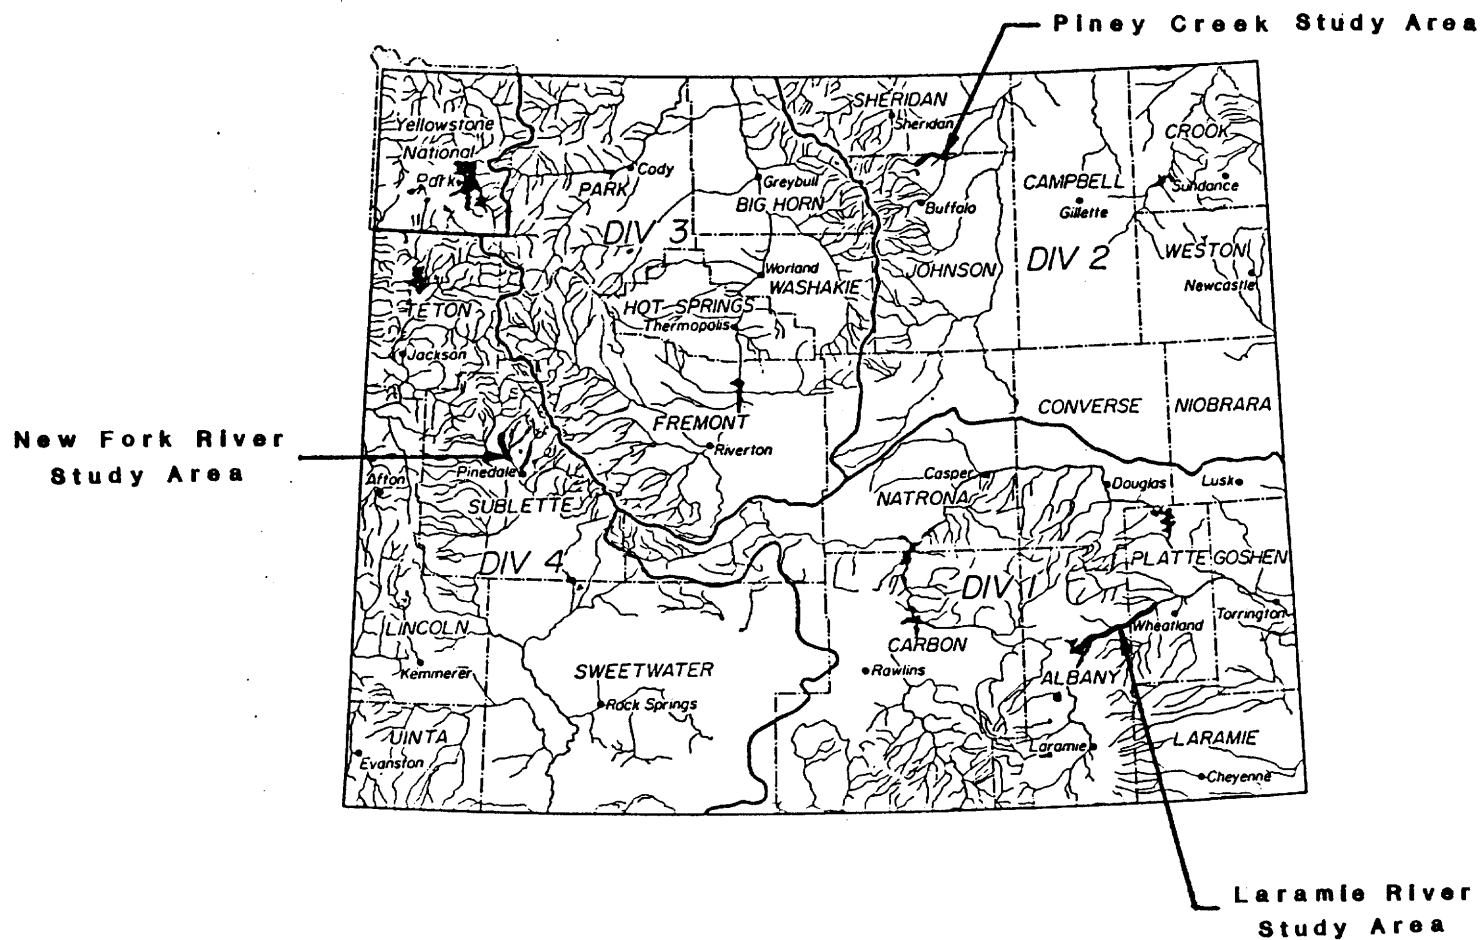 Piney Creek Study Area
SHERIDAN
Sheridan
Yellowstone
National
Park
CROOK
Cody
PARK
Greybull
BIG HORN
CAMPBELL
Gillette
Sundance
Buffalo
DIV 3
DIV 2
WESTON
Newcastle
JOHNSON
Worland
WASHAKIE
HOT SPRINGS
Thermopolis
TETON
Jackson
CONVERSE
NIOBRARA
FREMONT
Riverton
New Fork River
Study Area
Pinedale
Afton
SUBLETTE
Casper
NATRONA
Douglas
Lusk
DIV 4
PLATTE
GOSHEN
DIV 1
Wheatland
Torrington
LINCOLN
Kemmerer
CARBON
Rawlins
ALBANY
SWEETWATER
Rock Springs
UINTA
Evanston
Laramie
LARAMIE
Cheyenne
Laramie River
Study Area